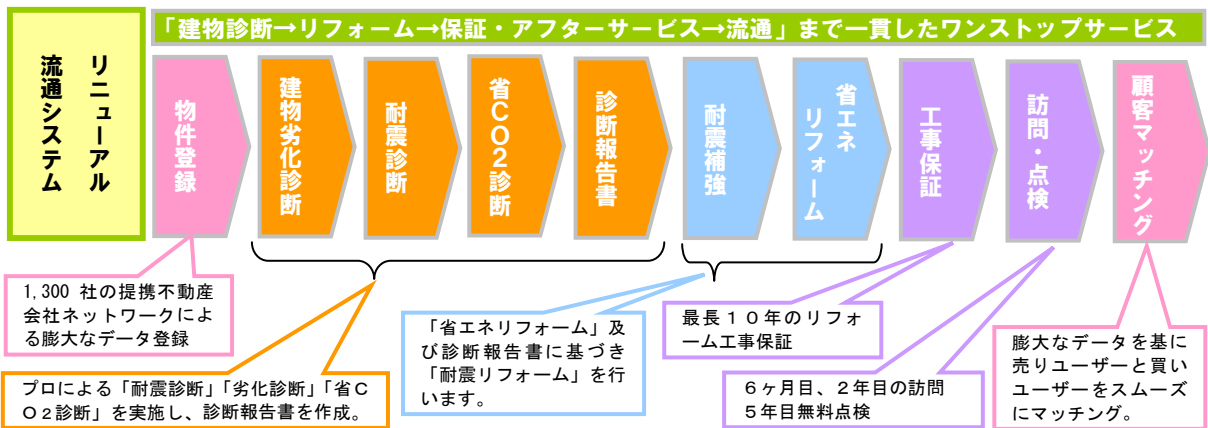 「建物診断→リフォーム→保証・アフターサービス→流通」まで一貫したワンストップサービス
リニューアル
流通システム
物件登録
建物劣化診断
耐震診断
省CO2診断
診断報告書
耐震補強
省エネ
リフォーム
工事保証
訪問・点検
顧客マッチング
1,300 社の提携不動産
会社ネットワークによ
る膨大なデータ登録
プロによる「耐震診断」「劣化診断」「省C
O2診断」を実施し、診断報告書を作成。
「省エネリフォーム」及
び診断報告書に基づき
「耐震リフォーム」を行
います。
最長１０年のリフォ
ーム工事保証
６ヶ月目、２年目の訪問
５年目無料点検
膨大なデータを基に
売りユーザーと買い
ユーザーをスムーズ
にマッチング。